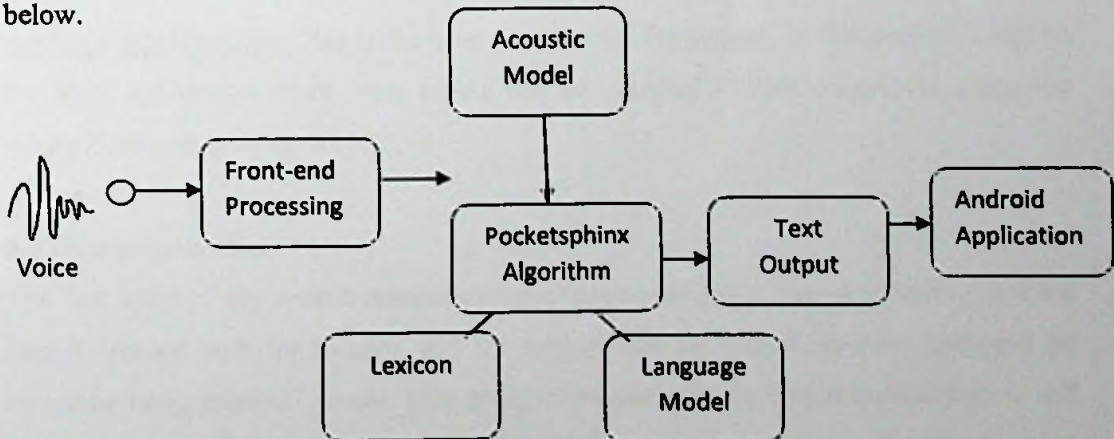 below.
Acoustic
Model
Front-end
Processing
Voice
Pocketsphinx
Algorithm
Text
Output
Android
Application
Lexicon
Language
Model